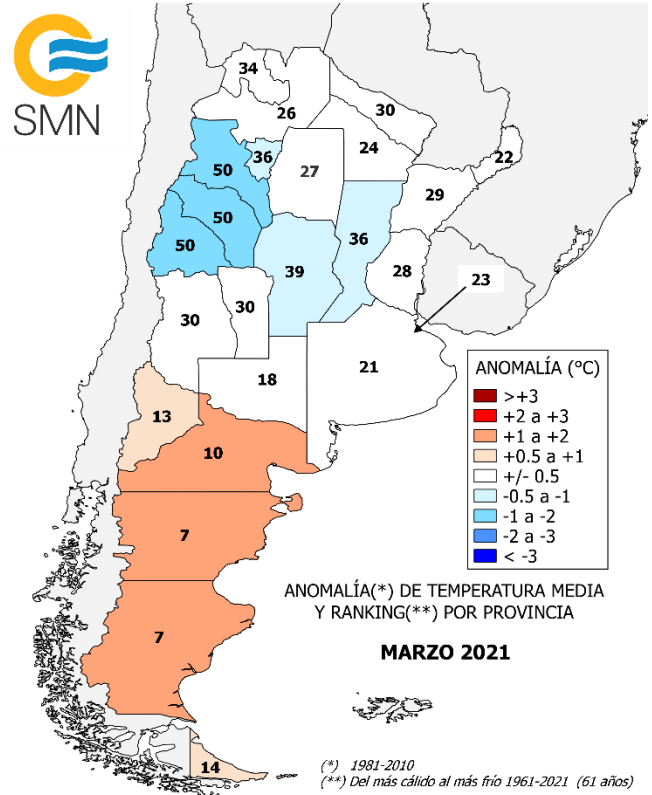 SMN
34
26
30
36
24
22
50
27
29
50
36
50
39
28
23
30
30
21
18
13
10
7
7
14
ANOMALÍA (ºC)
>+3
+2 a +3
+1 a +2
+0.5 a +1
+/- 0.5
-0.5 a -1
-1 a -2
-2 a -3
< -3
ANOMALÍA(*) DE TEMPERATURA MEDIA
Y RANKING(**) POR PROVINCIA
MARZO 2021
(*) 1981-2010
(**) Del más cálido al más frío 1961-2021 (61 años)